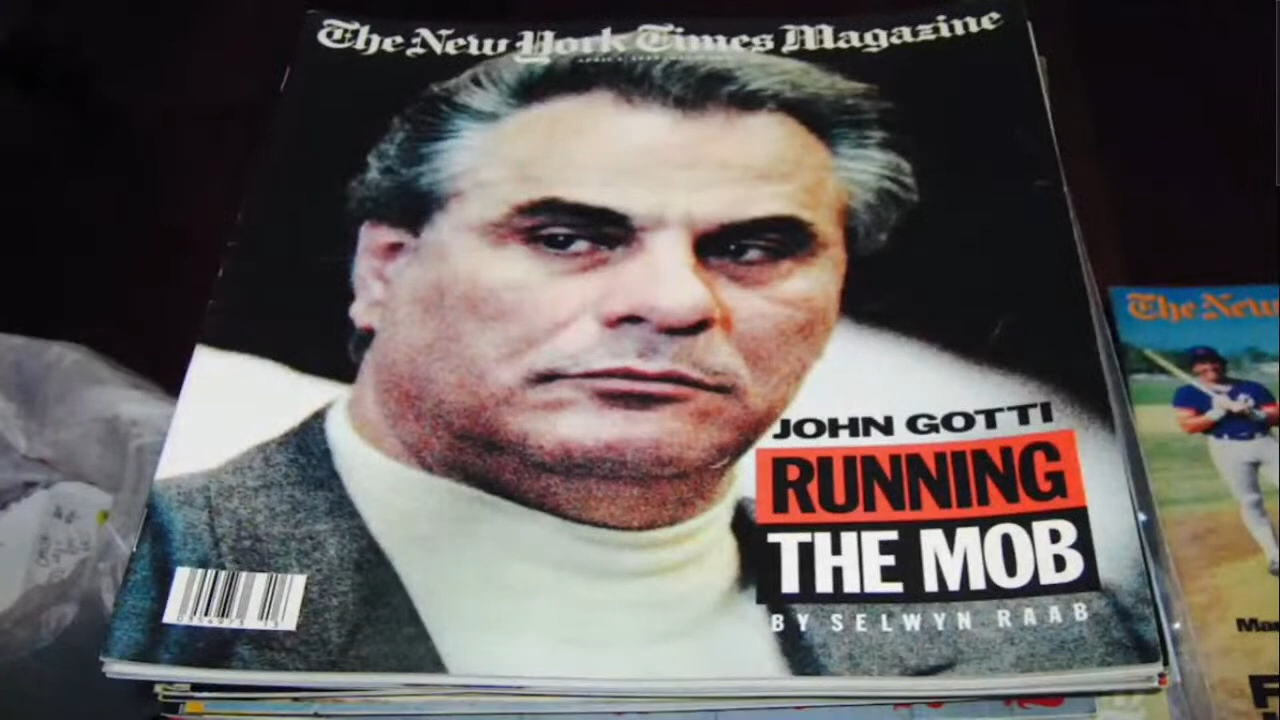 The New York Times Magazine
JOHN GOTTI
RUNNING
THE MOB
BY SELWYN RAAB
The New